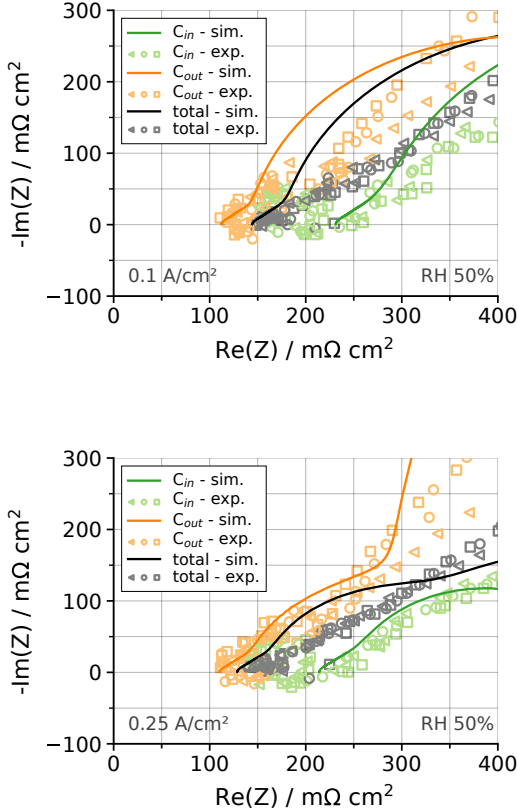 300
200
100
0
−100
-Im(Z) / mΩ cm²
C_in - sim.
C_in - exp.
C_out - sim.
C_out - exp.
total - sim.
total - exp.
0.1 A/cm²
RH 50%
0 100 200 300 400
Re(Z) / mΩ cm²
300
200
100
0
−100
-Im(Z) / mΩ cm²
C_in - sim.
C_in - exp.
C_out - sim.
C_out - exp.
total - sim.
total - exp.
0.25 A/cm²
RH 50%
0 100 200 300 400
Re(Z) / mΩ cm²